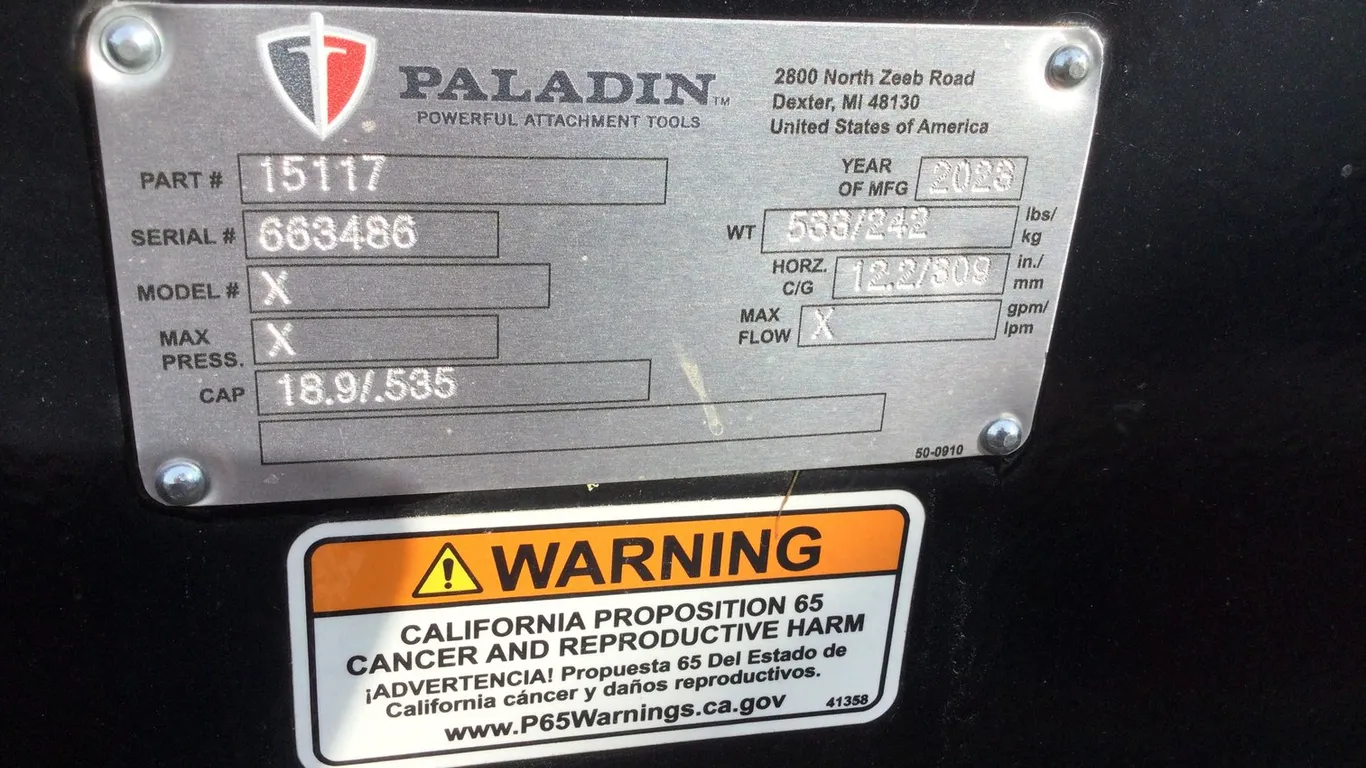 PALADIN™
POWERFUL ATTACHMENT TOOLS
2800 North Zeeb Road
Dexter, MI 48130
United States of America
PART # 15117
YEAR OF MFG 2023
SERIAL # 663486
WT 533/242 lbs/kg
MODEL # X
HORZ. C/G 12.2/309 in./mm
MAX PRESS. X
MAX FLOW X gpm/lpm
CAP 18.9/.535
50-0910
WARNING
CALIFORNIA PROPOSITION 65
CANCER AND REPRODUCTIVE HARM
¡ADVERTENCIA! Propuesta 65 Del Estado de
California cáncer y daños reproductivos.
www.P65Warnings.ca.gov
41358